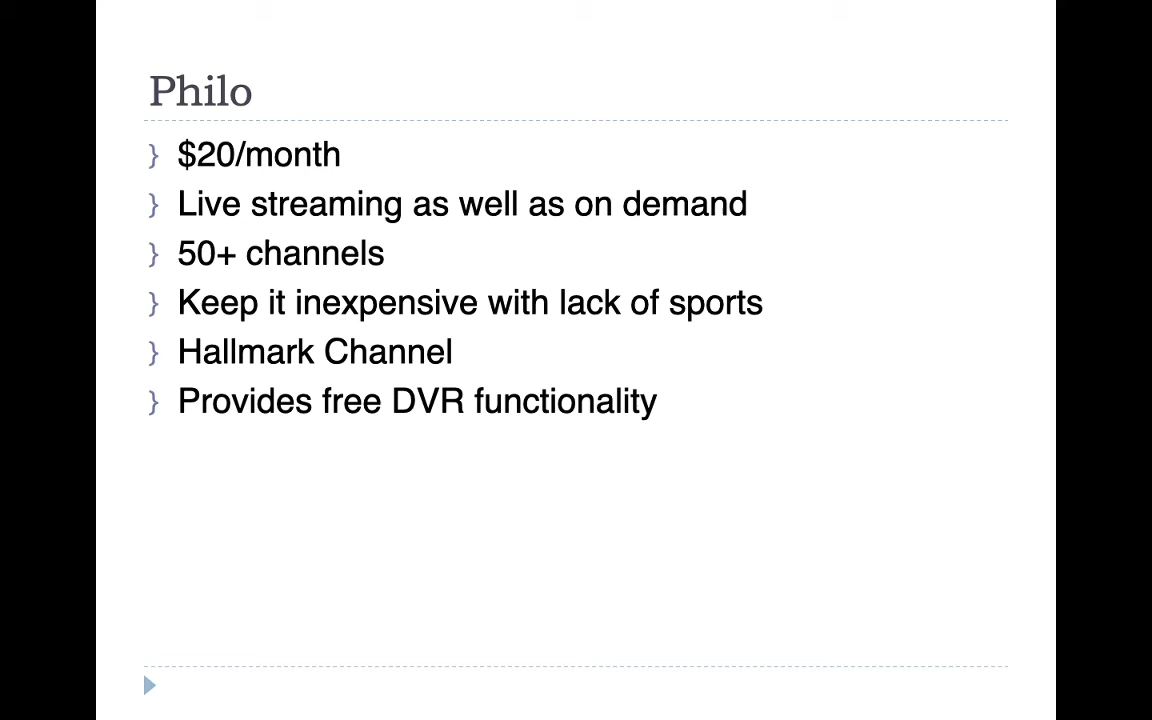 Philo
} $20/month
} Live streaming as well as on demand
} 50+ channels
} Keep it inexpensive with lack of sports
} Hallmark Channel
} Provides free DVR functionality